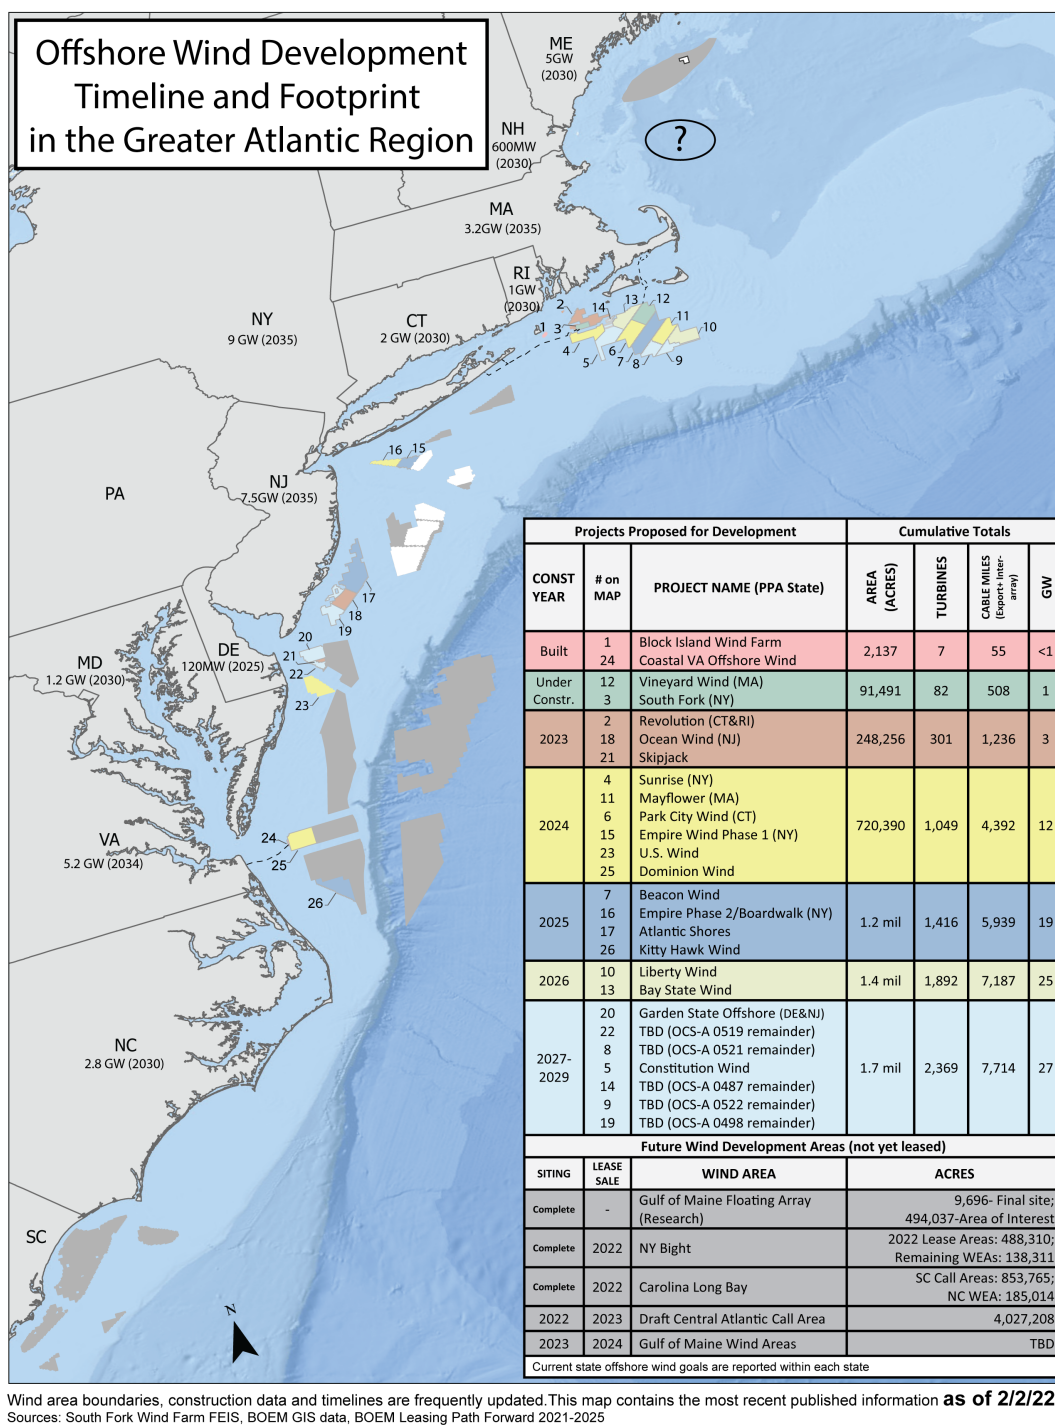 Offshore Wind Development
Timeline and Footprint
in the Greater Atlantic Region
ME
5GW
(2030)
?
NH
600MW
(2030)
MA
3.2GW (2035)
RI
1GW
(2030)
NY
9 GW (2035)
CT
2 GW (2030)
2
14
13
12
11
10
1
3
4
5
6
7
8
9
16
15
PA
NJ
7.5GW (2035)
17
18
19
20
21
22
23
DE
120MW (2025)
MD
1.2 GW (2030)
VA
5.2 GW (2034)
24
25
26
NC
2.8 GW (2030)
SC
N
Projects Proposed for Development
Cumulative Totals
CONST YEAR
# on MAP
PROJECT NAME (PPA State)
AREA (ACRES)
TURBINES
CABLE MILES (Export+ Inter-array)
GW
Built
1 Block Island Wind Farm
24 Coastal VA Offshore Wind
2,137 7 55 <1
Under Constr.
12 Vineyard Wind (MA)
3 South Fork (NY)
91,491 82 508 1
2023
2 Revolution (CT&RI)
18 Ocean Wind (NJ)
21 Skipjack
248,256 301 1,236 3
2024
4 Sunrise (NY)
11 Mayflower (MA)
6 Park City Wind (CT)
15 Empire Wind Phase 1 (NY)
23 U.S. Wind
25 Dominion Wind
720,390 1,049 4,392 12
2025
7 Beacon Wind
16 Empire Phase 2/Boardwalk (NY)
17 Atlantic Shores
26 Kitty Hawk Wind
1.2 mil 1,416 5,939 19
2026
10 Liberty Wind
13 Bay State Wind
1.4 mil 1,892 7,187 25
2027-
2029
20 Garden State Offshore (DE&NJ)
22 TBD (OCS-A 0519 remainder)
8 TBD (OCS-A 0521 remainder)
5 Constitution Wind
14 TBD (OCS-A 0487 remainder)
9 TBD (OCS-A 0522 remainder)
19 TBD (OCS-A 0498 remainder)
1.7 mil 2,369 7,714 27
Future Wind Development Areas (not yet leased)
SITING LEASE SALE WIND AREA ACRES
Complete - Gulf of Maine Floating Array (Research)
9,696- Final site;
494,037-Area of Interest
Complete 2022 NY Bight
2022 Lease Areas: 488,310;
Remaining WEAs: 138,311
Complete 2022 Carolina Long Bay
SC Call Areas: 853,765;
NC WEA: 185,014
2022 2023 Draft Central Atlantic Call Area 4,027,208
2023 2024 Gulf of Maine Wind Areas TBD
Current state offshore wind goals are reported within each state
Wind area boundaries, construction data and timelines are frequently updated.This map contains the most recent published information as of 2/2/22
Sources: South Fork Wind Farm FEIS, BOEM GIS data, BOEM Leasing Path Forward 2021-2025